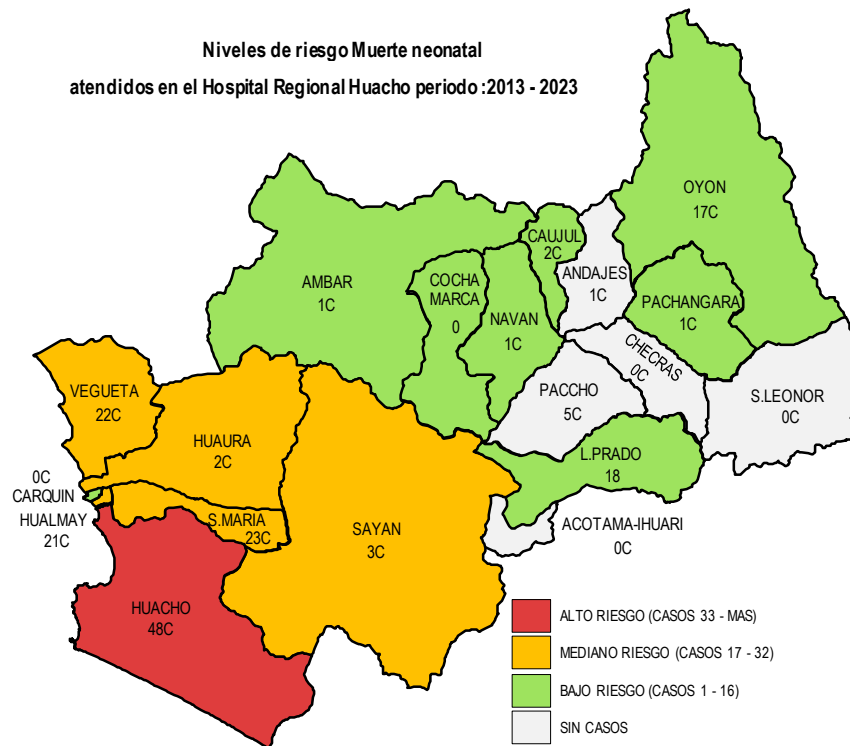 Niveles de riesgo Muerte neonatal
atendidos en el Hospital Regional Huacho periodo :2013 - 2023
OYON
17C
CAUJUL
2C
ANDAJES
1C
AMBAR
1C
COCHA
MARCA
0
NAVAN
1C
PACHANGARA
1C
CHECRAS
0C
VEGUETA
22C
PACCHO
5C
S.LEONOR
0C
HUAURA
2C
L.PRADO
18
0C
CARQUIN
HUALMAY
21C
S.MARIA
23C
SAYAN
3C
ACOTAMA-IHUARI
0C
HUACHO
48C
ALTO RIESGO (CASOS 33 - MAS)
MEDIANO RIESGO (CASOS 17 - 32)
BAJO RIESGO (CASOS 1 - 16)
SIN CASOS